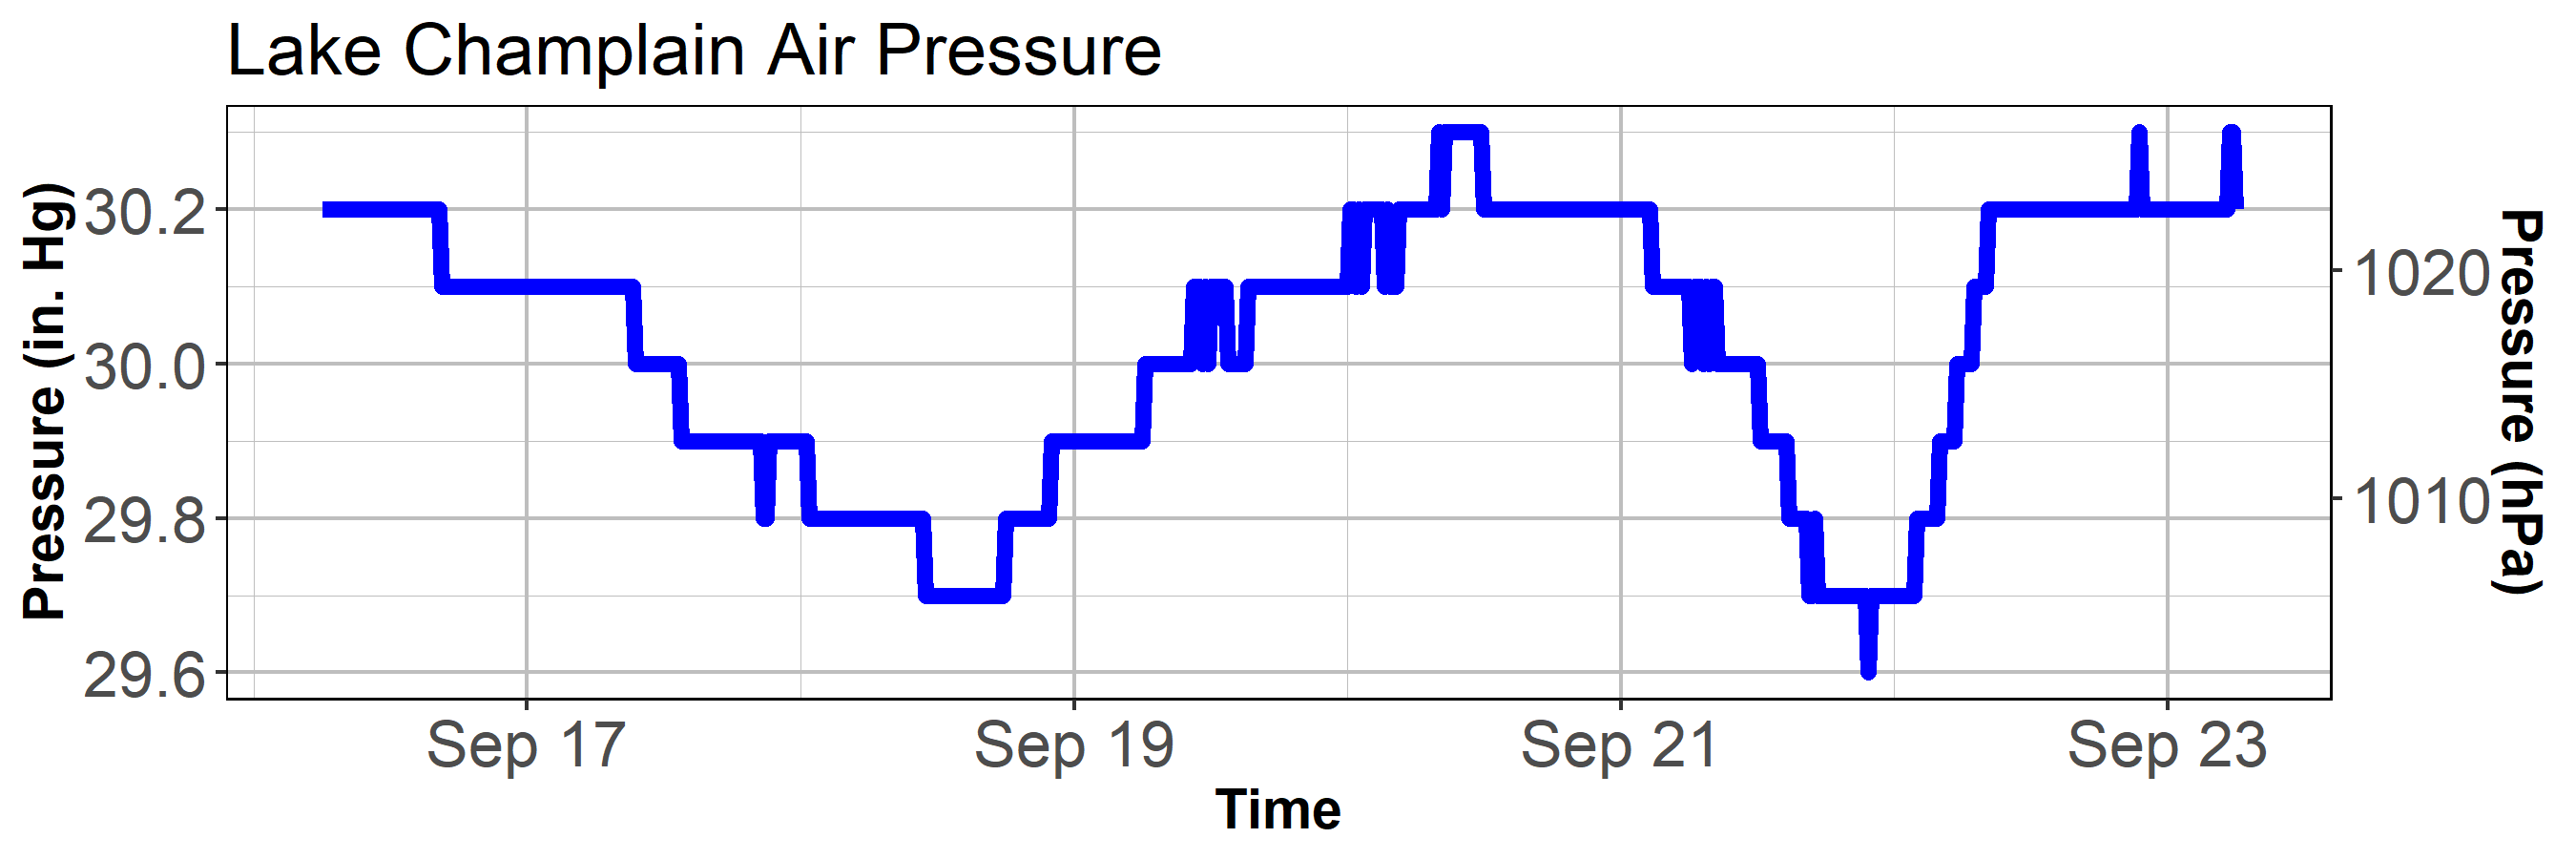 Lake Champlain Air Pressure
Pressure (in. Hg)
30.2
30.0
29.8
29.6
1020
1010
Pressure (hPa)
Sep 17
Sep 19
Sep 21
Sep 23
Time